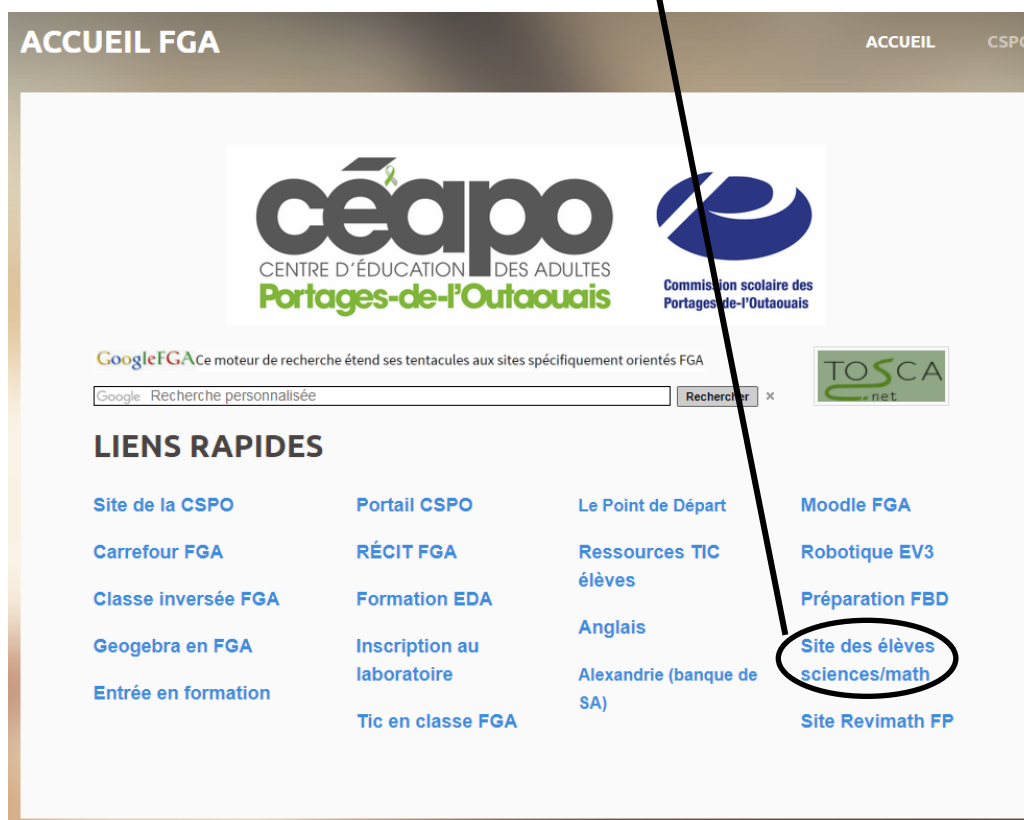 ACCUEIL FGA
ACCUEIL
CSPO
céapo
CENTRE D'ÉDUCATION DES ADULTES
Portages-de-l'Outaouais
Commission scolaire des
Portages-de-l'Outaouais
GoogleFGA Ce moteur de recherche étend ses tentacules aux sites spécifiquement orientés FGA
TOSCA
.net
Google Recherche personnalisée
Rechercher ×
LIENS RAPIDES
Site de la CSPO
Carrefour FGA
Classe inversée FGA
Geogebra en FGA
Entrée en formation
Portail CSPO
RÉCIT FGA
Formation EDA
Inscription au
laboratoire
Tic en classe FGA
Le Point de Départ
Ressources TIC
élèves
Anglais
Alexandrie (banque de
SA)
Moodle FGA
Robotique EV3
Préparation FBD
Site des élèves
sciences/math
Site Revimath FP